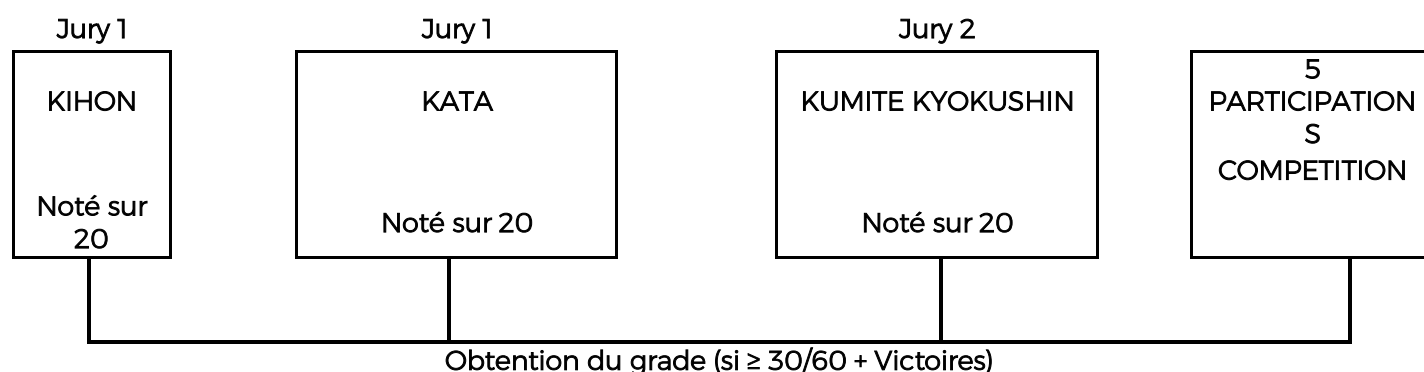 Jury 1
KIHON
Noté sur
20
Jury 1
KATA
Noté sur 20
Jury 2
KUMITE KYOKUSHIN
Noté sur 20
5
PARTICIPATION
S
COMPETITION
Obtention du grade (si ≥ 30/60 + Victoires)